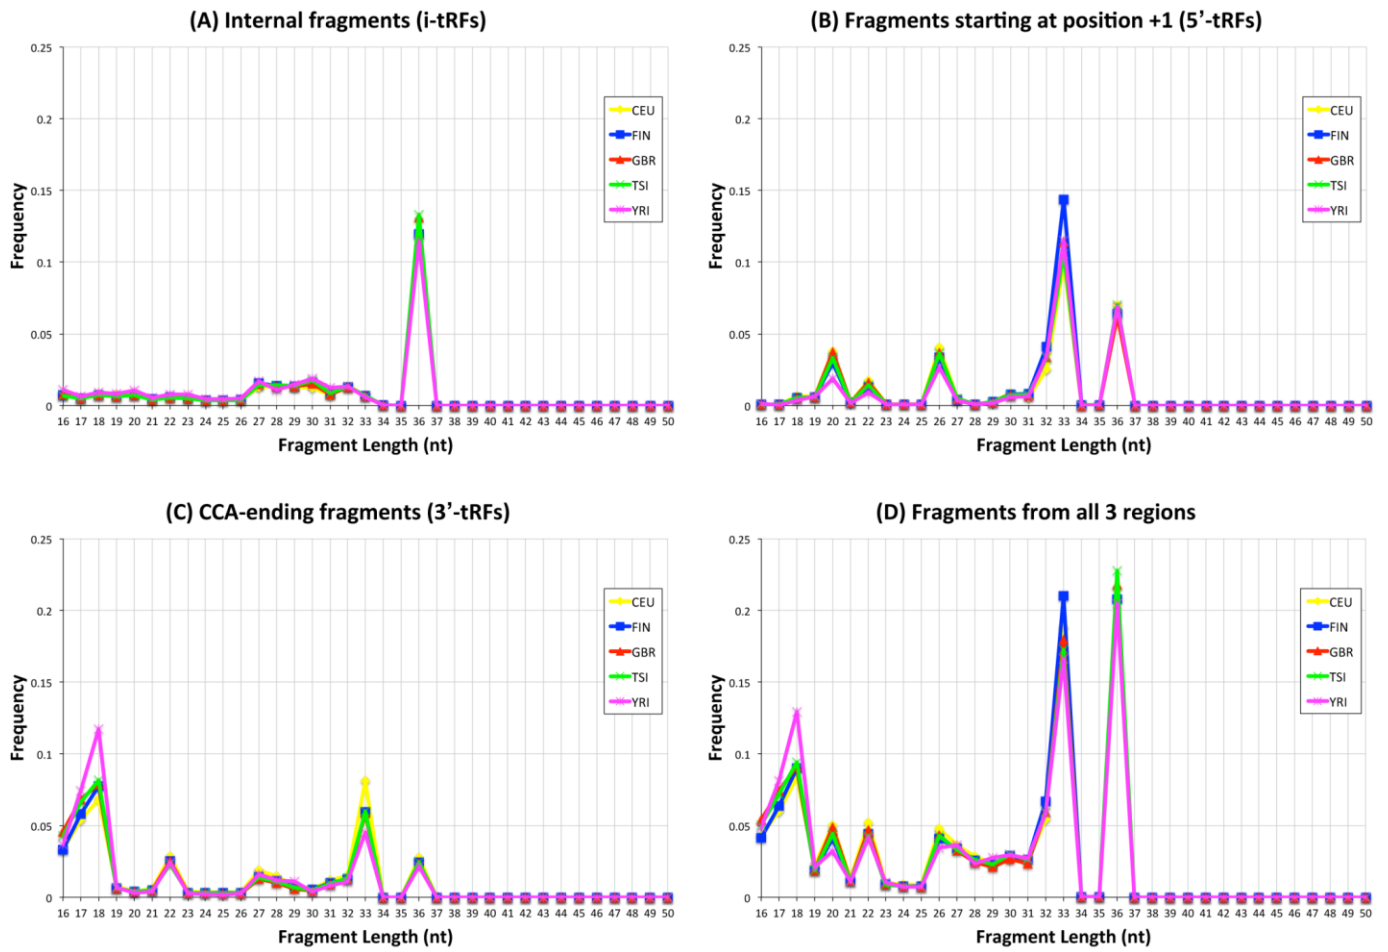 (A) Internal fragments (i-tRFs)
0.25
0.2
0.15
0.1
0.05
0
Frequency
CEU
FIN
GBR
TSI
YRI
16 17 18 19 20 21 22 23 24 25 26 27 28 29 30 31 32 33 34 35 36 37 38 39 40 41 42 43 44 45 46 47 48 49 50
Fragment Length (nt)
(B) Fragments starting at position +1 (5’-tRFs)
0.25
0.2
0.15
0.1
0.05
0
Frequency
CEU
FIN
GBR
TSI
YRI
16 17 18 19 20 21 22 23 24 25 26 27 28 29 30 31 32 33 34 35 36 37 38 39 40 41 42 43 44 45 46 47 48 49 50
Fragment Length (nt)
(C) CCA-ending fragments (3’-tRFs)
0.25
0.2
0.15
0.1
0.05
0
Frequency
CEU
FIN
GBR
TSI
YRI
16 17 18 19 20 21 22 23 24 25 26 27 28 29 30 31 32 33 34 35 36 37 38 39 40 41 42 43 44 45 46 47 48 49 50
Fragment Length (nt)
(D) Fragments from all 3 regions
0.25
0.2
0.15
0.1
0.05
0
Frequency
CEU
FIN
GBR
TSI
YRI
16 17 18 19 20 21 22 23 24 25 26 27 28 29 30 31 32 33 34 35 36 37 38 39 40 41 42 43 44 45 46 47 48 49 50
Fragment Length (nt)